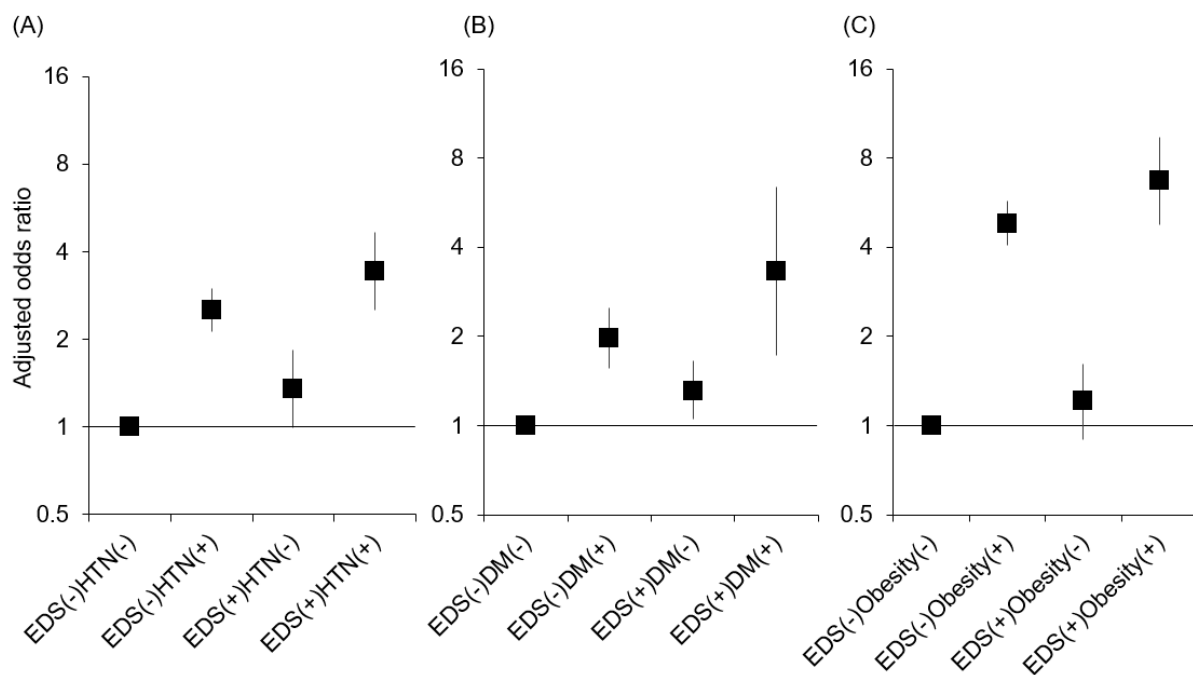 (A)
(B)
(C)
Adjusted odds ratio
16
8
4
2
1
0.5
EDS(-)HTN(-)
EDS(-)HTN(+)
EDS(+)HTN(-)
EDS(+)HTN(+)
16
8
4
2
1
0.5
EDS(-)DM(-)
EDS(-)DM(+)
EDS(+)DM(-)
EDS(+)DM(+)
16
8
4
2
1
0.5
EDS(-)Obesity(-)
EDS(-)Obesity(+)
EDS(+)Obesity(-)
EDS(+)Obesity(+)